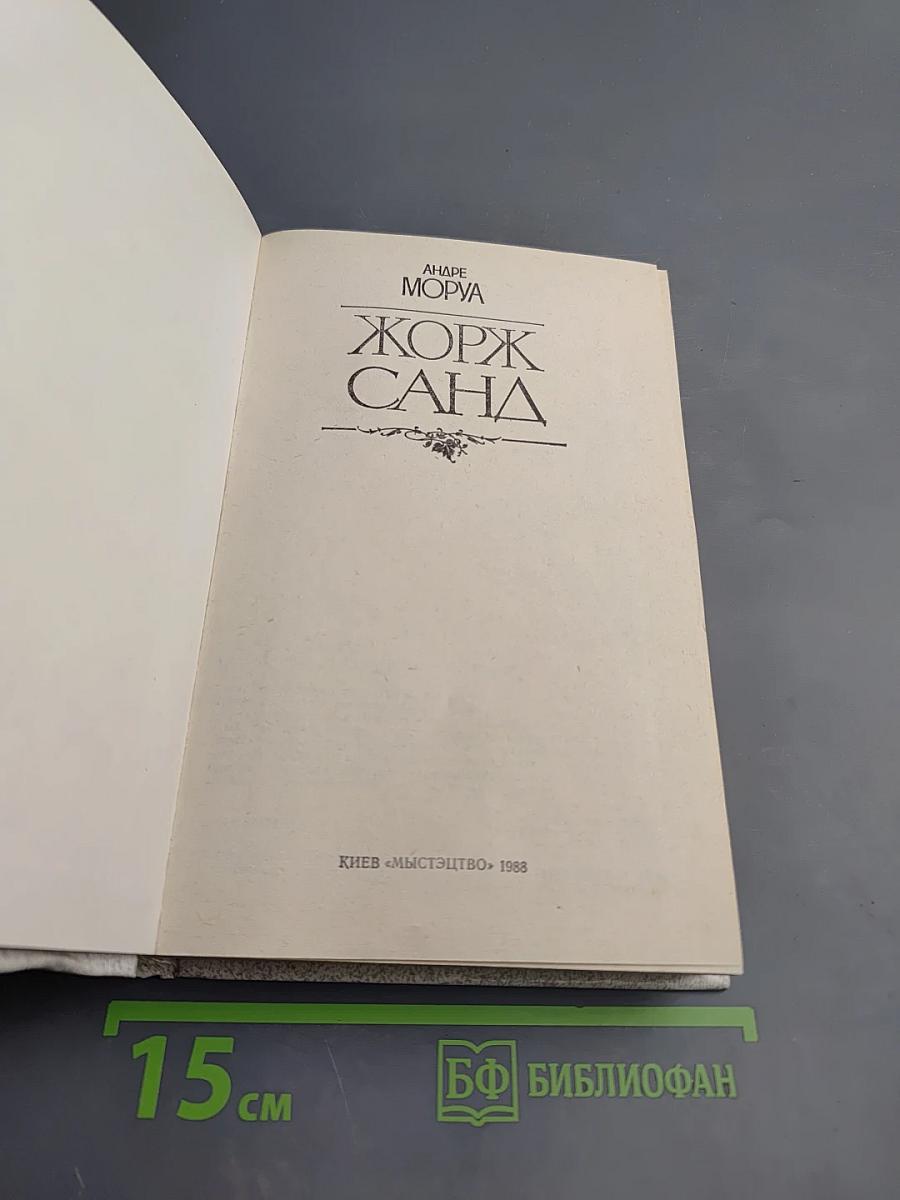 АНДРЕ
МОРУА
ЖОРЖ
САНД
КИЕВ «МЫСТЭЦТВО» 1988
15 см
БФ БИБЛИОФАН